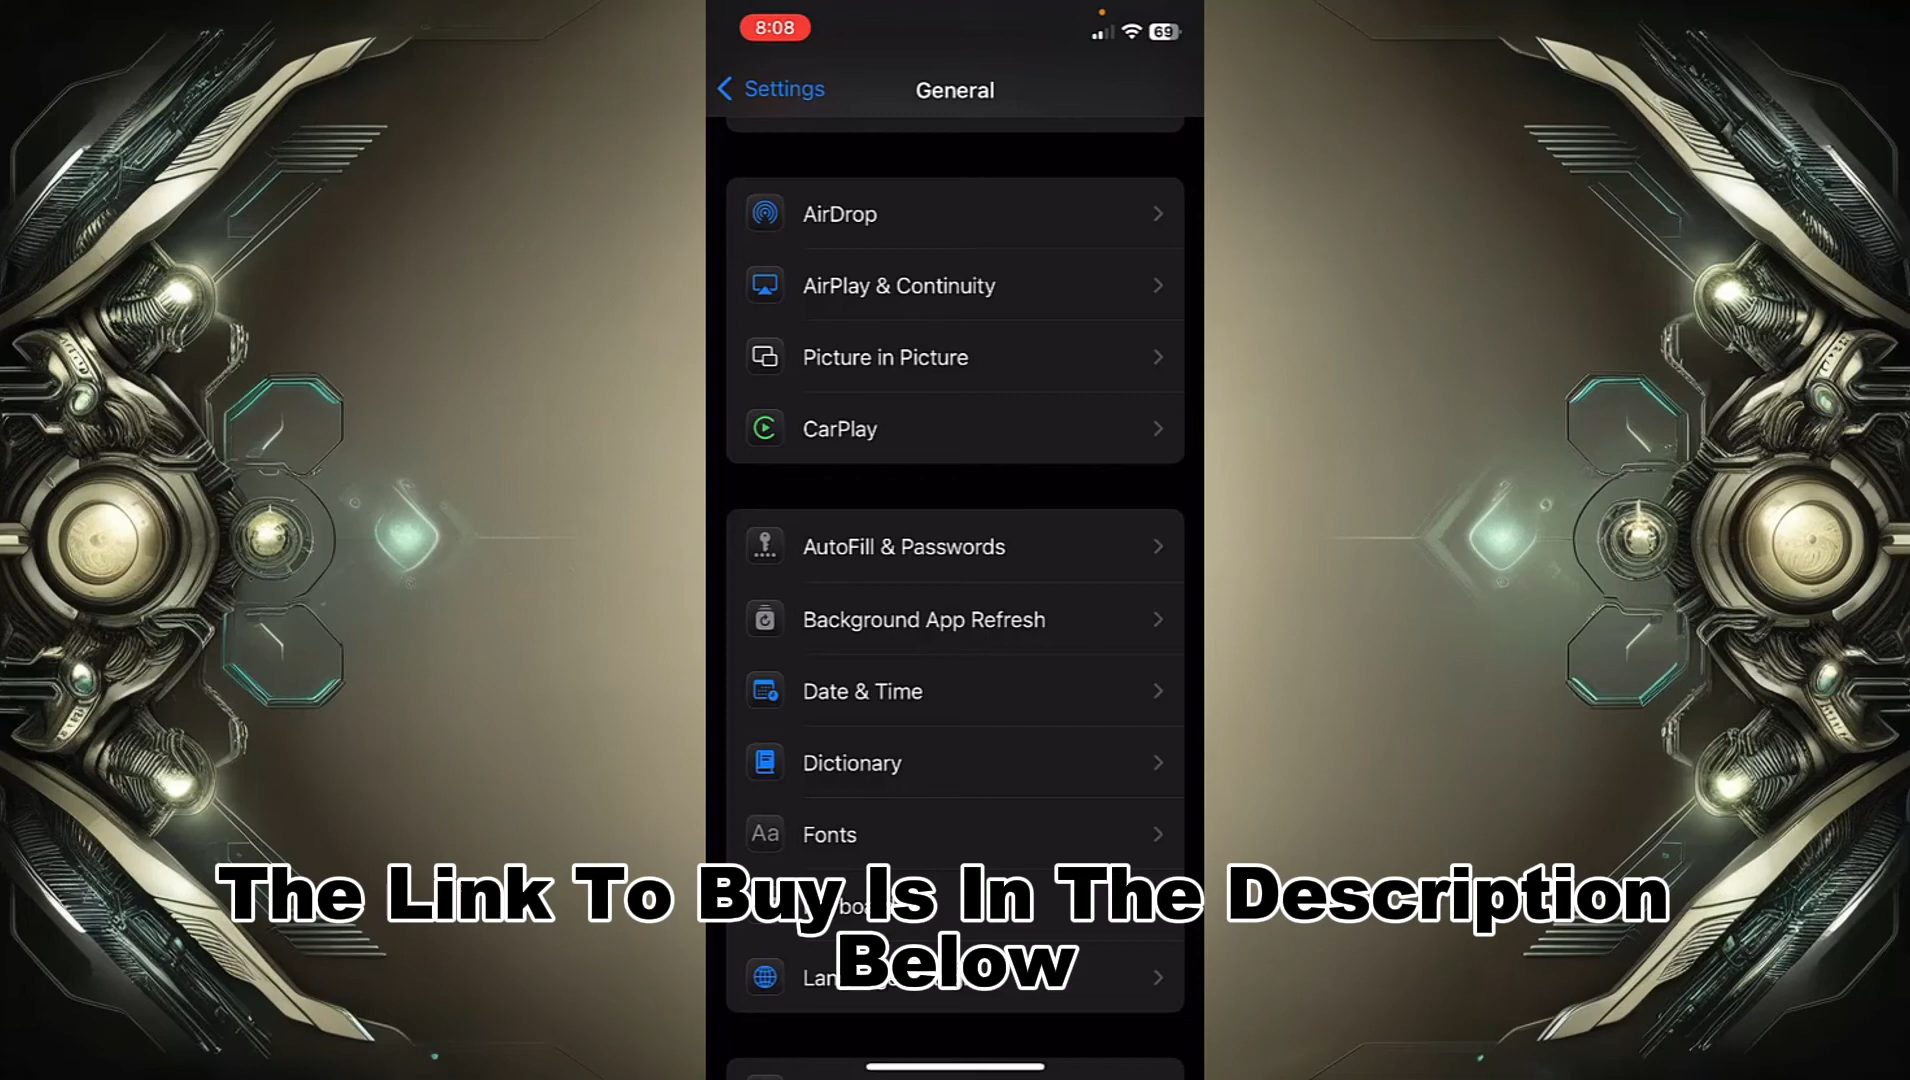 8:08
69
Settings
General
AirDrop
AirPlay & Continuity
Picture in Picture
CarPlay
AutoFill & Passwords
Background App Refresh
Date & Time
Dictionary
Aa Fonts
The Link To Buy Is In The Description
Below